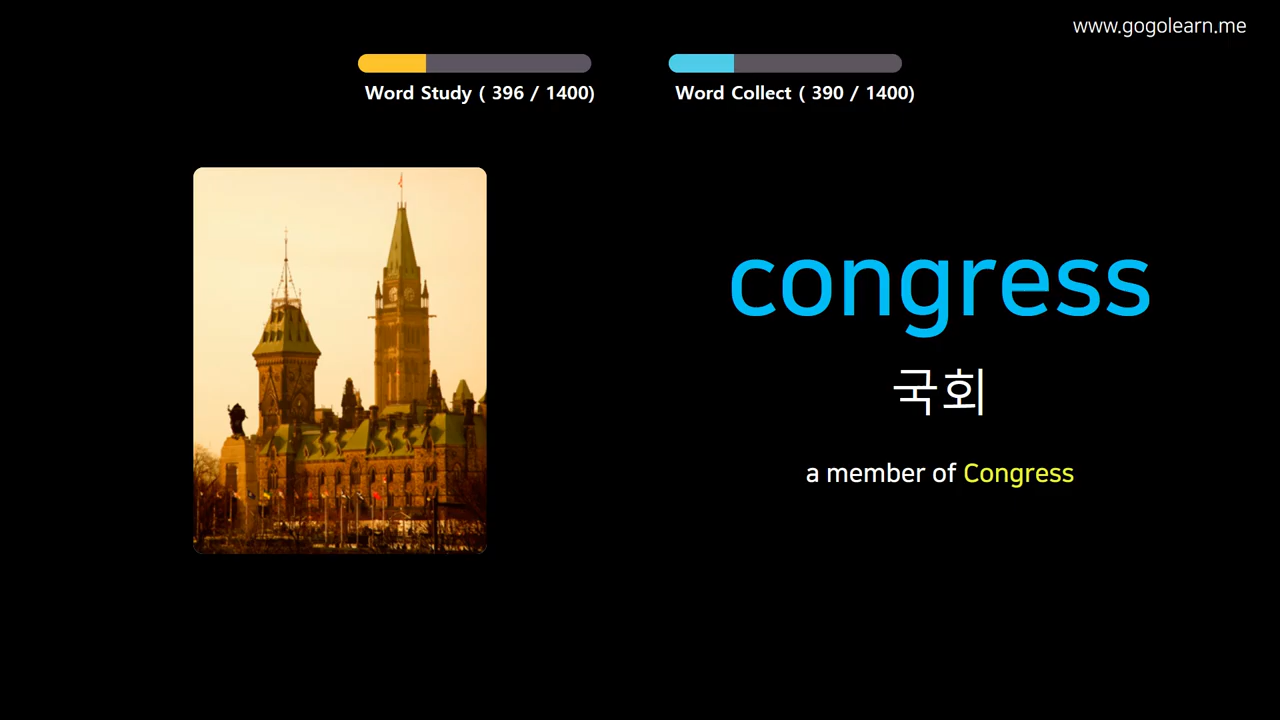 www.gogolearn.me
Word Study ( 396 / 1400)
Word Collect ( 390 / 1400)
congress
국회
a member of Congress